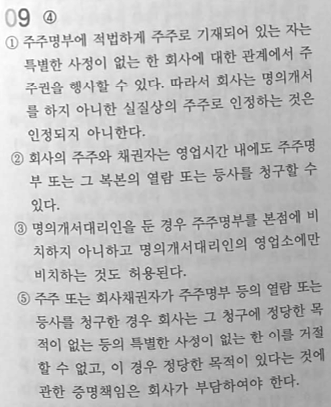 09 ④
① 주주명부에 적법하게 주주로 기재되어 있는 자는
특별한 사정이 없는 한 회사에 대한 관계에서 주
주권을 행사할 수 있다. 따라서 회사는 명의개서
를 하지 아니한 실질상의 주주로 인정하는 것은
인정되지 아니한다.
② 회사의 주주와 채권자는 영업시간 내에도 주주명
부 또는 그 복본의 열람 또는 등사를 청구할 수
있다.
③ 명의개서대리인을 둔 경우 주주명부를 본점에 비
치하지 아니하고 명의개서대리인의 영업소에만
비치하는 것도 허용된다.
⑤ 주주 또는 회사채권자가 주주명부 등의 열람 또는
등사를 청구한 경우 회사는 그 청구에 정당한 목
적이 없는 등의 특별한 사정이 없는 한 이를 거절
할 수 없고, 이 경우 정당한 목적이 있다는 것에
관한 증명책임은 회사가 부담하여야 한다.